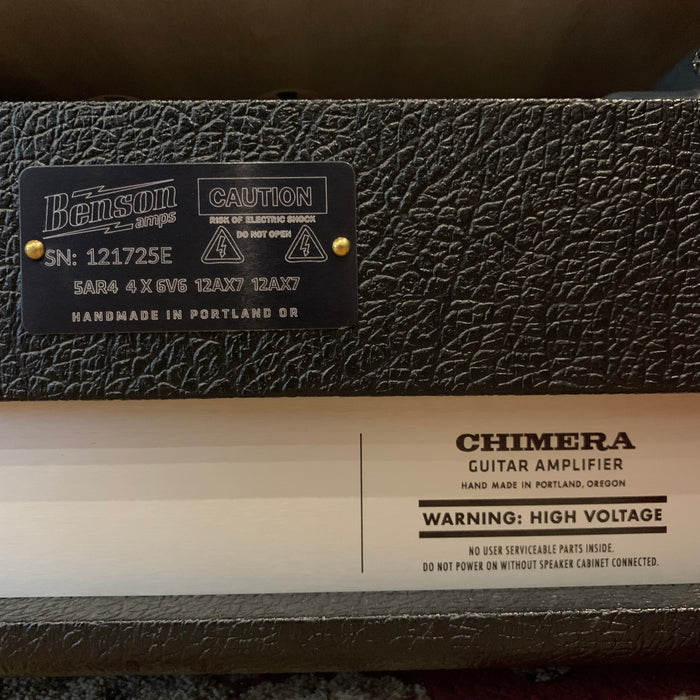 Benson
amps
CAUTION
RISK OF ELECTRIC SHOCK
DO NOT OPEN
SN: 121725E
5AR4 4 X 6V6 12AX7 12AX7
HANDMADE IN PORTLAND OR
CHIMERA
GUITAR AMPLIFIER
HAND MADE IN PORTLAND, OREGON
WARNING: HIGH VOLTAGE
NO USER SERVICEABLE PARTS INSIDE.
DO NOT POWER ON WITHOUT SPEAKER CABINET CONNECTED.